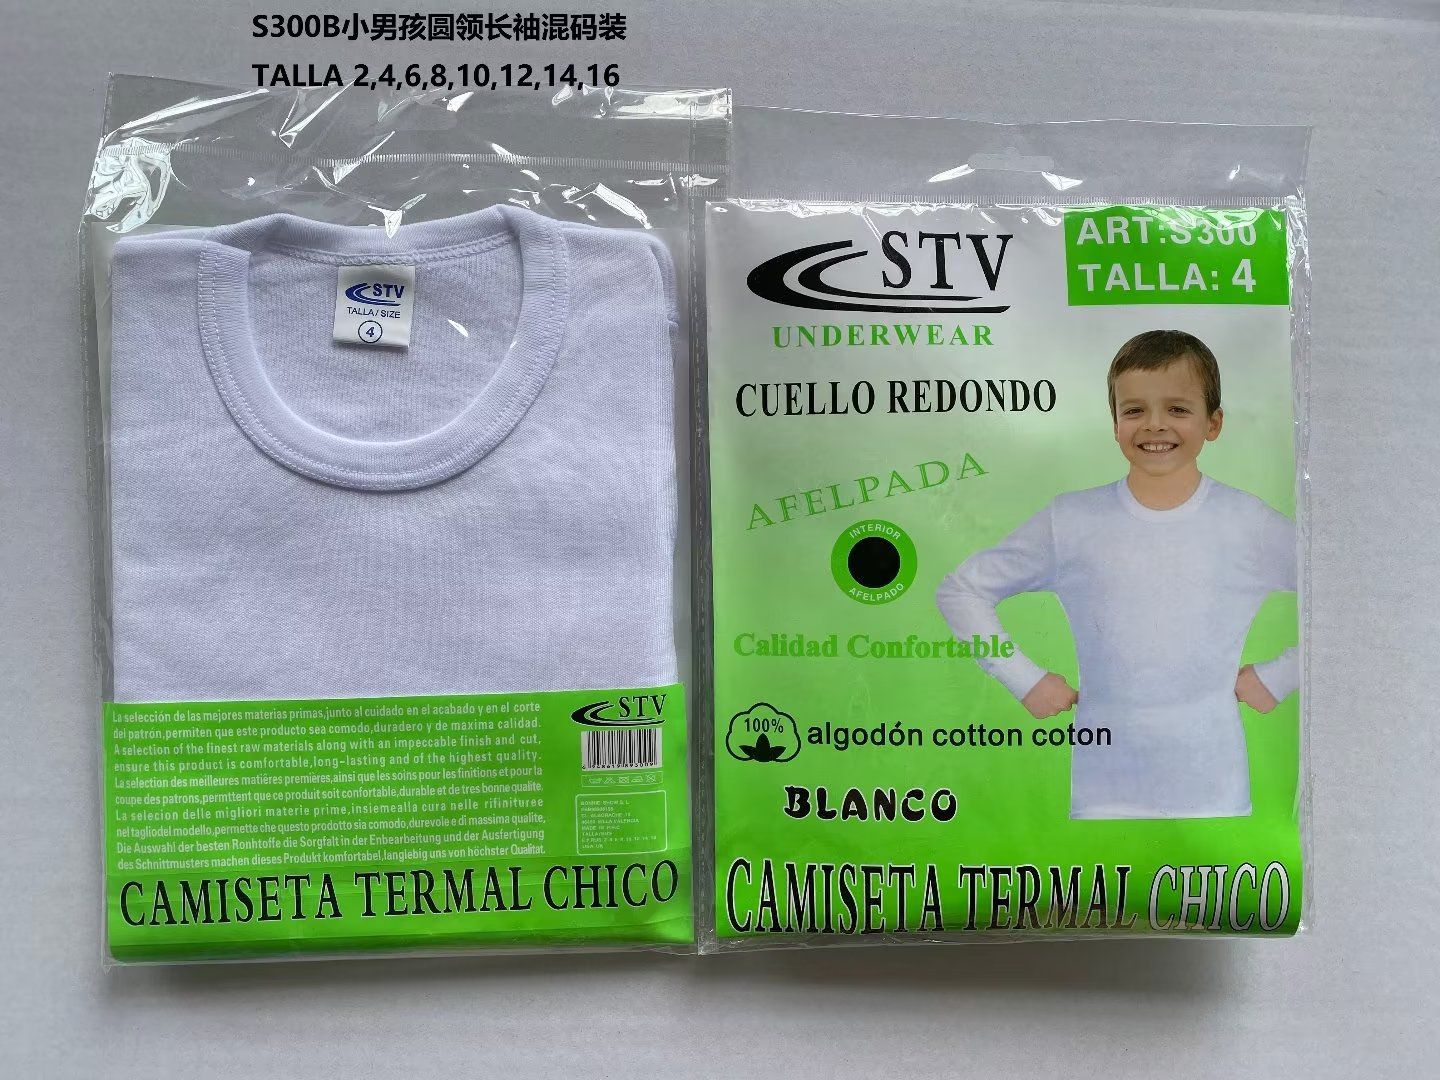 S300B小男孩圆领长袖混码装
TALLA 2,4,6,8,10,12,14,16
STV
TALLA / SIZE
4
La selección de las mejores materias primas,junto al cuidado en el acabado y en el corte
del patrón,permiten que este producto sea comodo,duradero y de maxima calidad.
A selection of the finest raw materials along with an impeccable finish and cut,
ensure this product is comfortable,long-lasting and of the highest quality.
La selection des meilleures matières premières,ainsi que les soins pour les finitions et pour la
coupe des patrons,permttent que ce produit soit confortable,durable et de tres bonne qualite.
La selecion delle migliori materie prime,insiemealla cura nelle rifinituree
nel tagliodel modello,permette che questo prodotto sia comodo,durevole e di massima qualite,
Die Auswahl der besten Ronhtoffe die Sorgfalt in der Enbearbeitung und der Ausfertigung
des Schnittmusters machen dieses Produkt komfortabel,langiebig uns von höchster Qualitat.
STV
CAMISETA TERMAL CHICO
STV
UNDERWEAR
ART:S300
TALLA: 4
CUELLO REDONDO
AFELPADA
INTERIOR
AFELPADO
Calidad Confortable
100%
algodón cotton coton
BLANCO
CAMISETA TERMAL CHICO